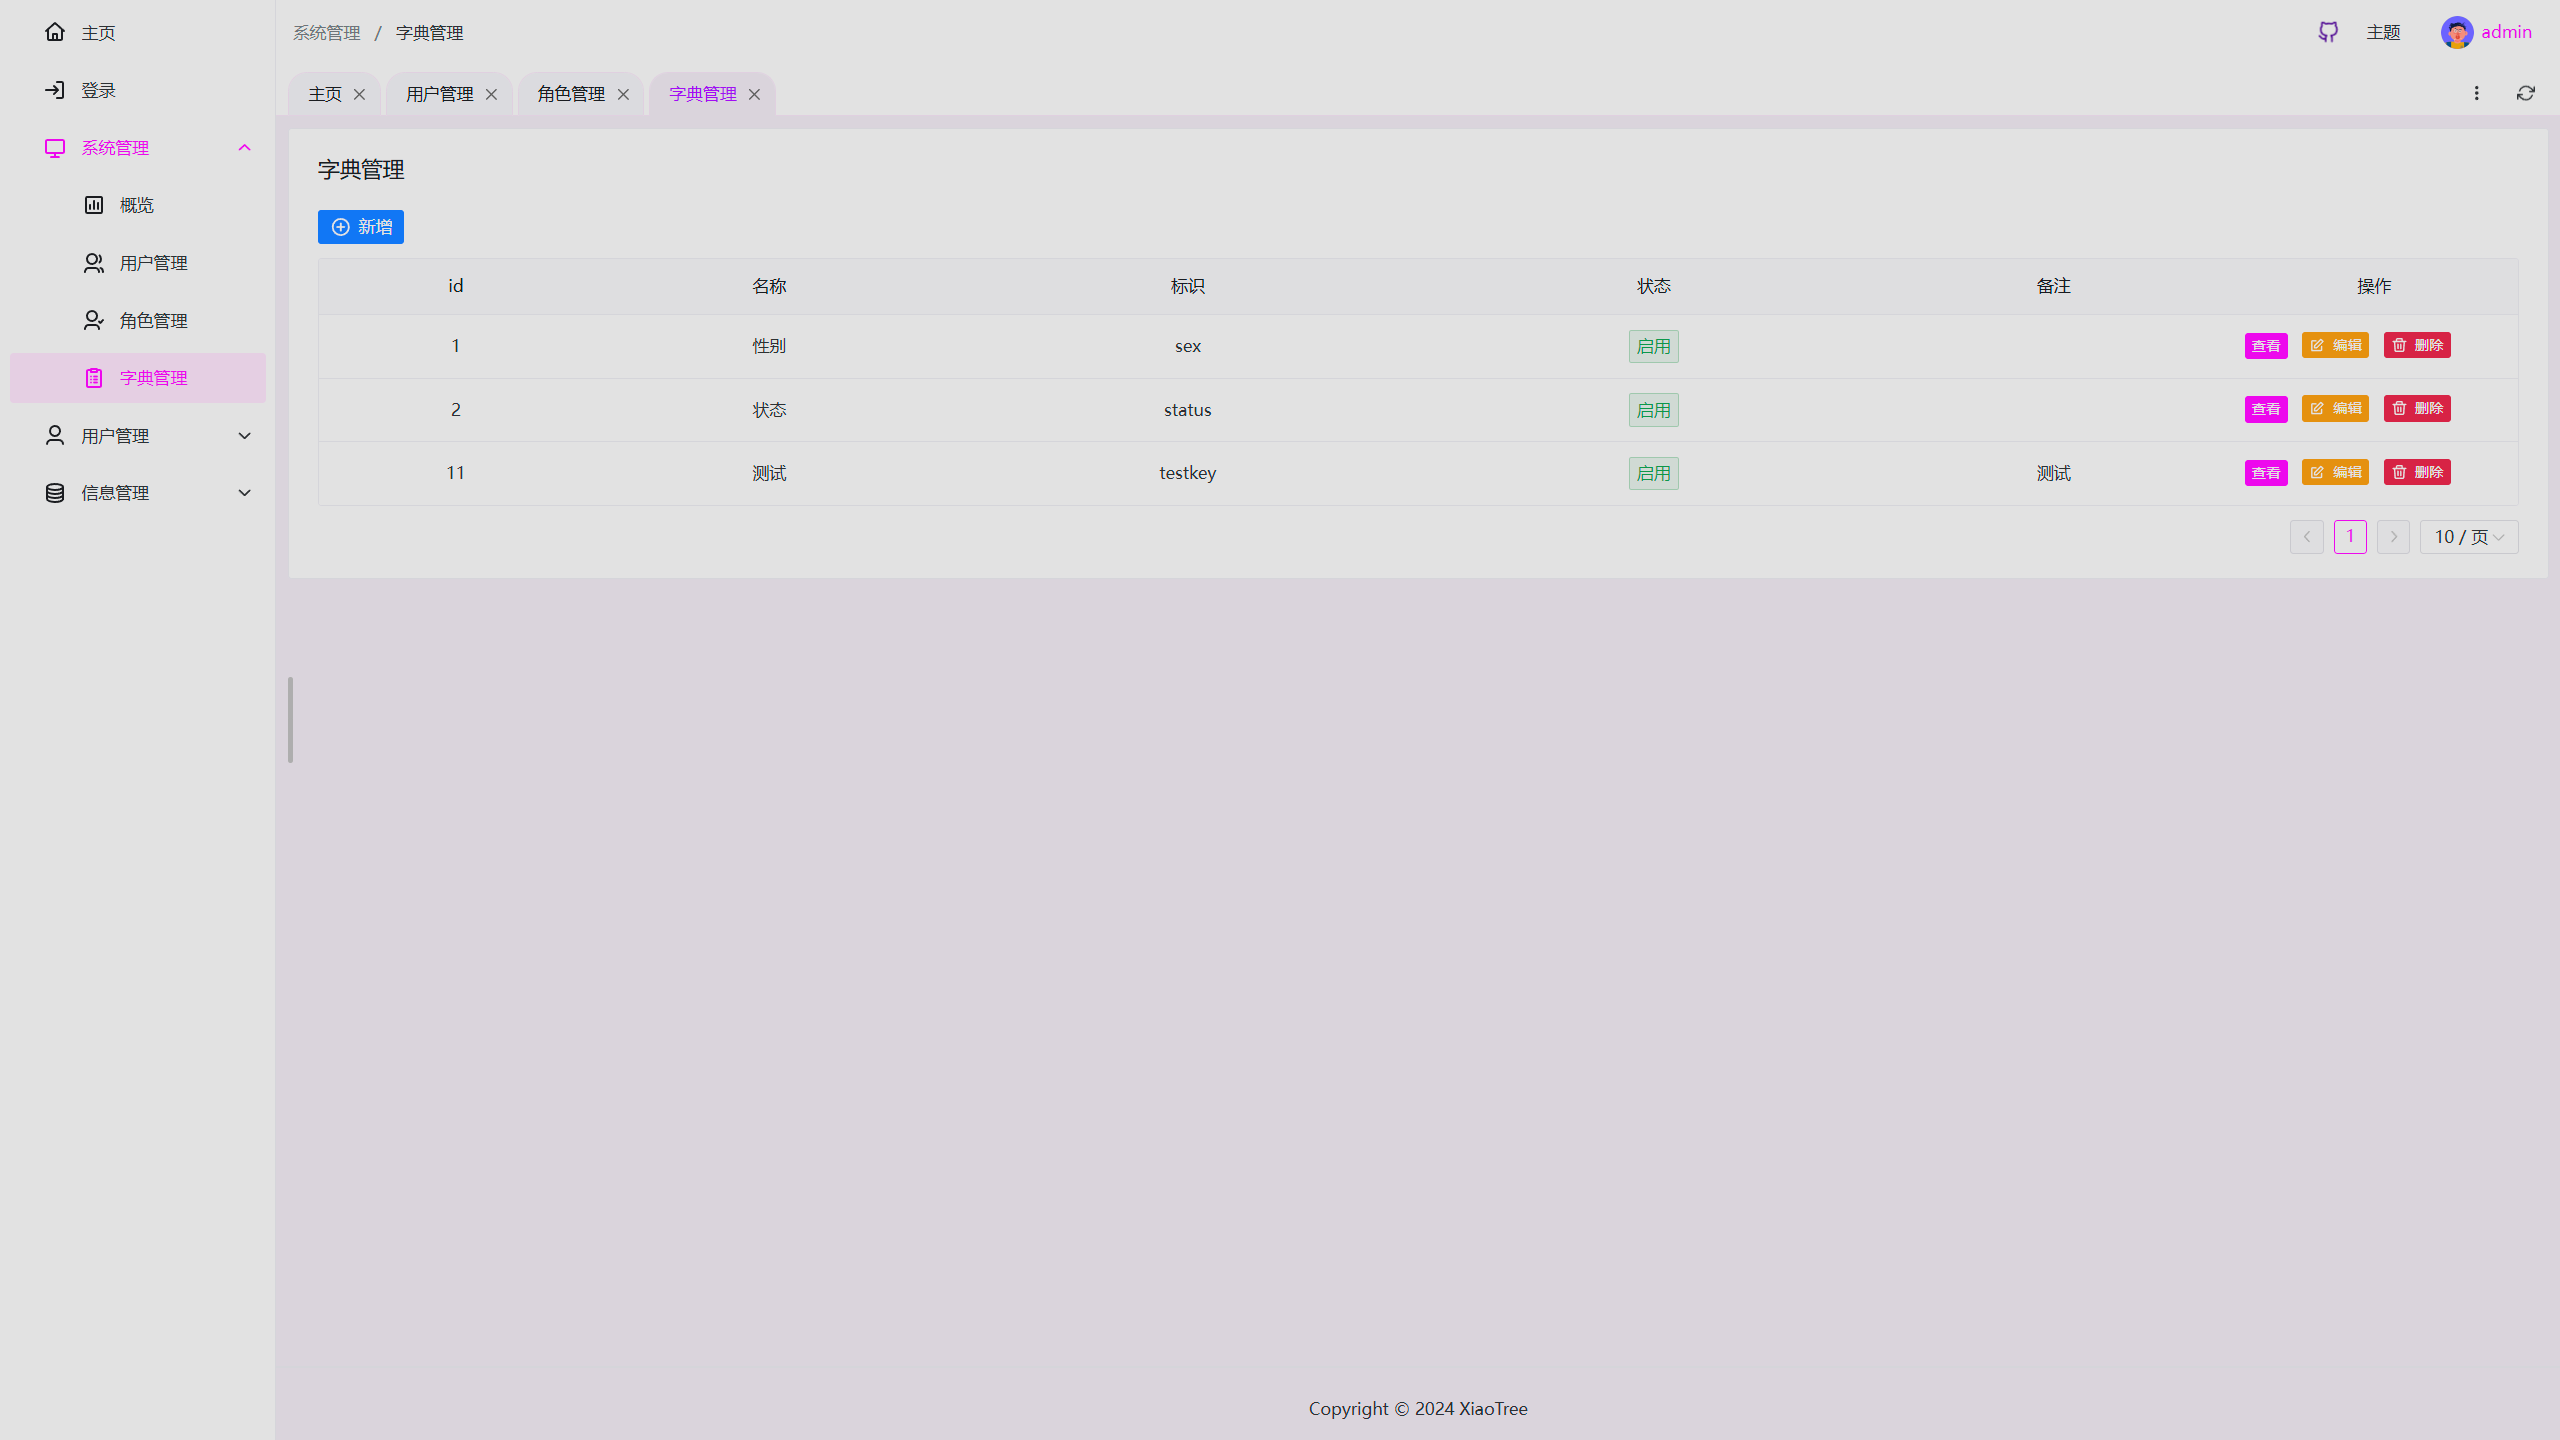 主页
登录
系统管理
概览
用户管理
角色管理
字典管理
用户管理
信息管理
系统管理 / 字典管理
主题 admin
主页 用户管理 角色管理 字典管理
字典管理
新增
id 名称 标识 状态 备注 操作
1 性别 sex 启用 查看 编辑 删除
2 状态 status 启用 查看 编辑 删除
11 测试 testkey 启用 测试 查看 编辑 删除
1 10 / 页
Copyright © 2024 XiaoTree